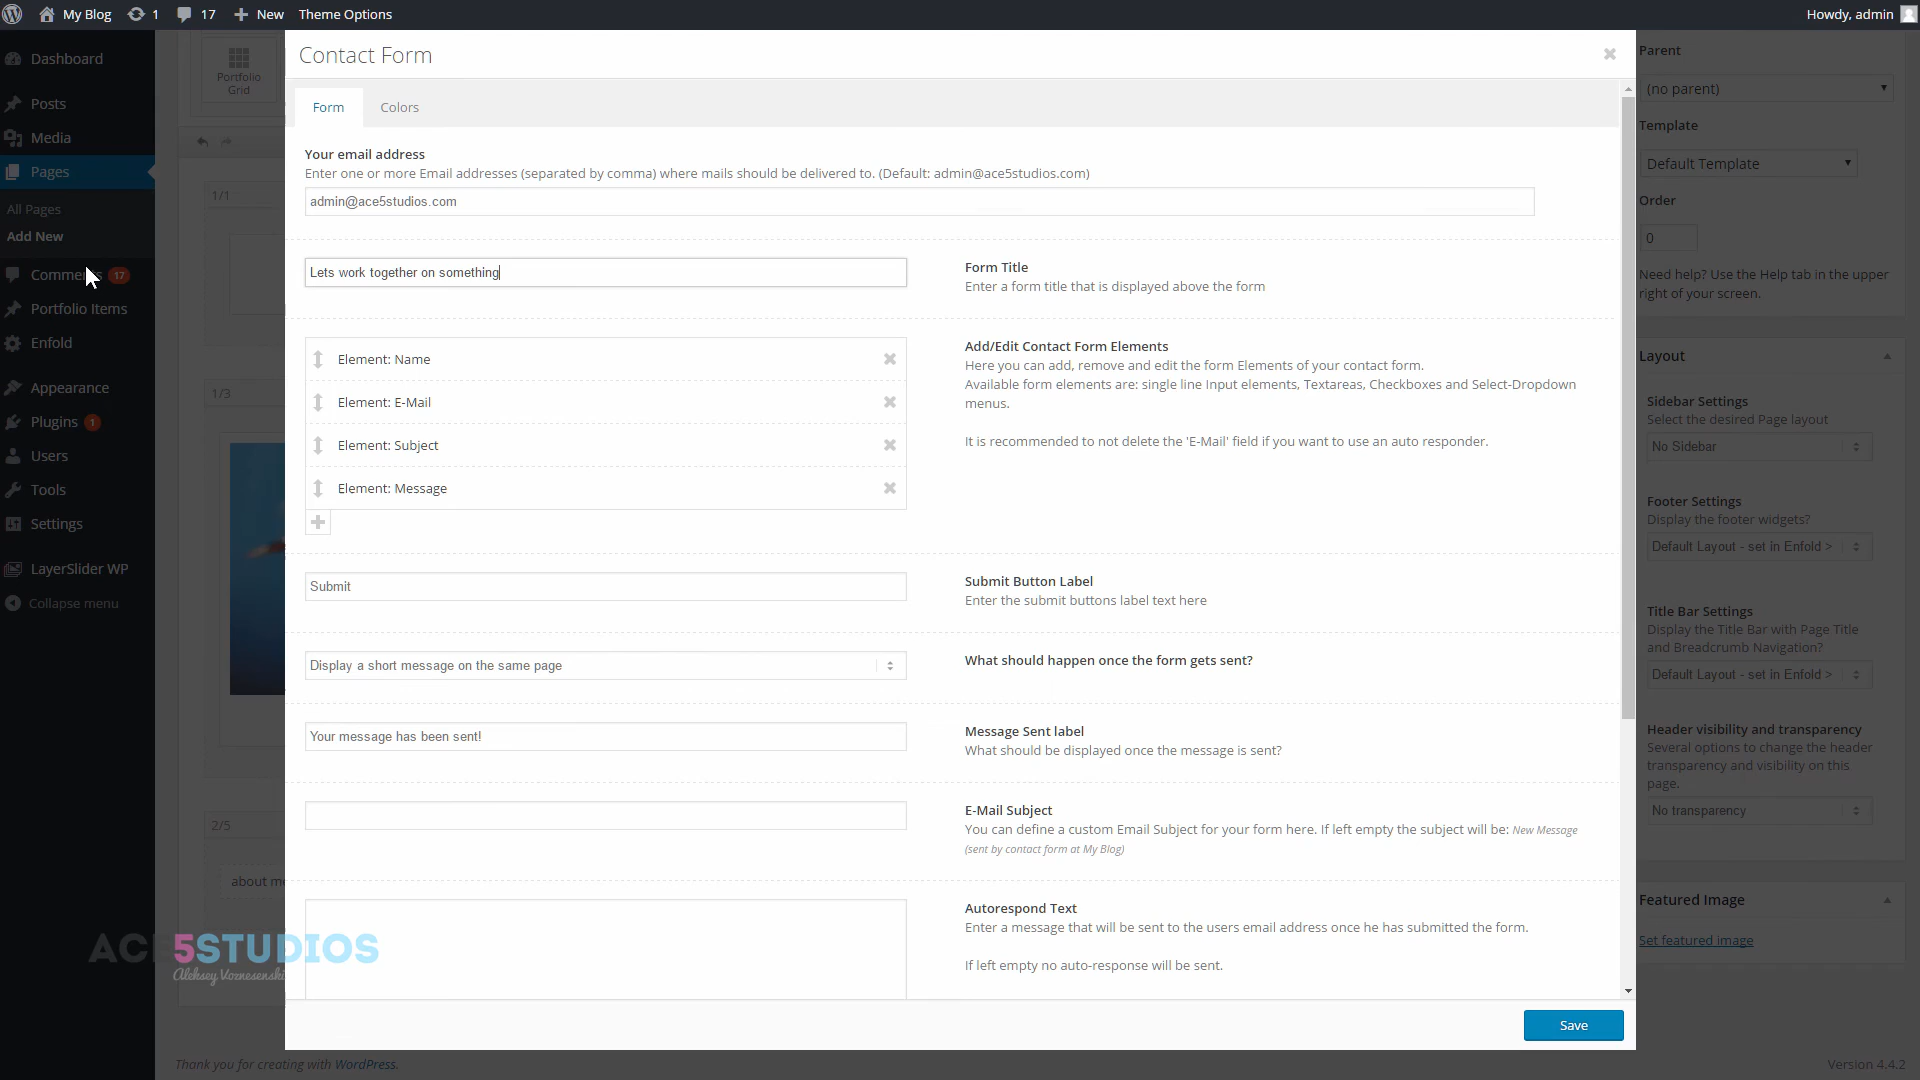 My Blog
1
17
New
Theme Options
Howdy, admin
Dashboard
Posts
Media
Pages
All Pages
Add New
Comments 17
Portfolio Items
Enfold
Appearance
Plugins 1
Users
Tools
Settings
LayerSlider WP
Collapse menu
Portfolio
Grid
1/1
1/3
2/5
about me
Contact Form
Form
Colors
Your email address
Enter one or more Email addresses (separated by comma) where mails should be delivered to. (Default: admin@ace5studios.com)
admin@ace5studios.com
Lets work together on something
Form Title
Enter a form title that is displayed above the form
Element: Name
Element: E-Mail
Element: Subject
Element: Message
Add/Edit Contact Form Elements
Here you can add, remove and edit the form Elements of your contact form.
Available form elements are: single line Input elements, Textareas, Checkboxes and Select-Dropdown
menus.
It is recommended to not delete the 'E-Mail' field if you want to use an auto responder.
Submit
Submit Button Label
Enter the submit buttons label text here
Display a short message on the same page
What should happen once the form gets sent?
Your message has been sent!
Message Sent label
What should be displayed once the message is sent?
E-Mail Subject
You can define a custom Email Subject for your form here. If left empty the subject will be: New Message
(sent by contact form at My Blog)
Autorespond Text
Enter a message that will be sent to the users email address once he has submitted the form.
If left empty no auto-response will be sent.
Save
Parent
(no parent)
Template
Default Template
Order
0
Need help? Use the Help tab in the upper
right of your screen.
Layout
Sidebar Settings
Select the desired Page layout
No Sidebar
Footer Settings
Display the footer widgets?
Default Layout - set in Enfold >
Title Bar Settings
Display the Title Bar with Page Title
and Breadcrumb Navigation?
Default Layout - set in Enfold >
Header visibility and transparency
Several options to change the header
transparency and visibility on this
page.
No transparency
Featured Image
Set featured image
ACE5STUDIOS
Aleksey Voznesenski
Thank you for creating with WordPress.
Version 4.4.2